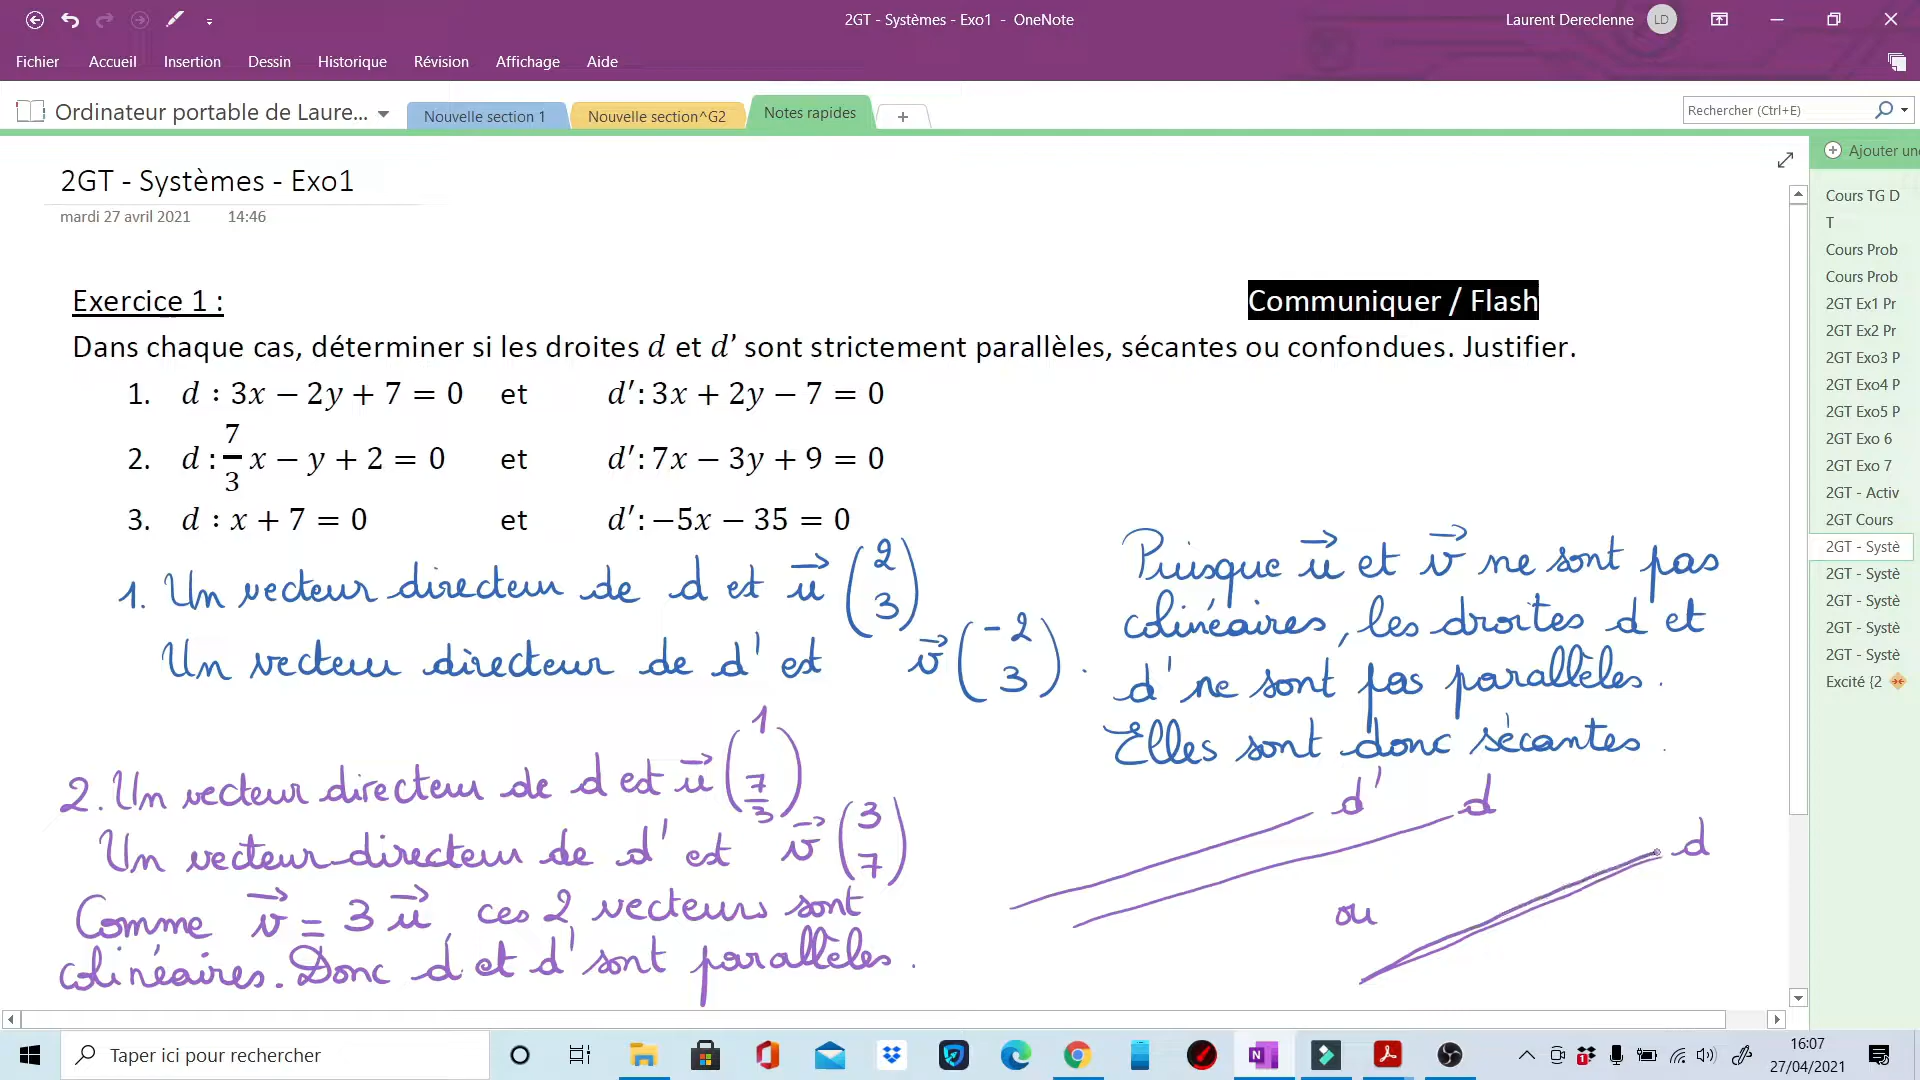 2GT - Systèmes - Exo1 - OneNote
Laurent Dereclenne LD
Fichier Accueil Insertion Dessin Historique Révision Affichage Aide
Ordinateur portable de Laure... Nouvelle section 1 Nouvelle section^G2 Notes rapides + Rechercher (Ctrl+E)
2GT - Systèmes - Exo1
mardi 27 avril 2021 14:46
Exercice 1 : Communiquer / Flash
Dans chaque cas, déterminer si les droites d et d’ sont strictement parallèles, sécantes ou confondues. Justifier.
1. d : 3x − 2y + 7 = 0 et d′: 3x + 2y − 7 = 0
2. d : 7/3 x − y + 2 = 0 et d′: 7x − 3y + 9 = 0
3. d : x + 7 = 0 et d′: −5x − 35 = 0
1. Un vecteur directeur de d est u⃗ (2 3)
Un vecteur directeur de d' est v⃗ (-2 3).
Puisque u⃗ et v⃗ ne sont pas
colinéaires, les droites d et
d' ne sont pas parallèles.
Elles sont donc sécantes.
2. Un vecteur directeur de d est u⃗ (1 7/3)
Un vecteur directeur de d' est v⃗ (3 7)
Comme v⃗ = 3 u⃗, ces 2 vecteurs sont
colinéaires. Donc d et d' sont parallèles.
d' d
d
ou
Ajouter une
Cours TG D
T
Cours Prob
Cours Prob
2GT Ex1 Pr
2GT Ex2 Pr
2GT Exo3 P
2GT Exo4 P
2GT Exo5 P
2GT Exo 6
2GT Exo 7
2GT - Activ
2GT Cours
2GT - Systè
2GT - Systè
2GT - Systè
2GT - Systè
2GT - Systè
Excité {2
Taper ici pour rechercher
16:07
27/04/2021